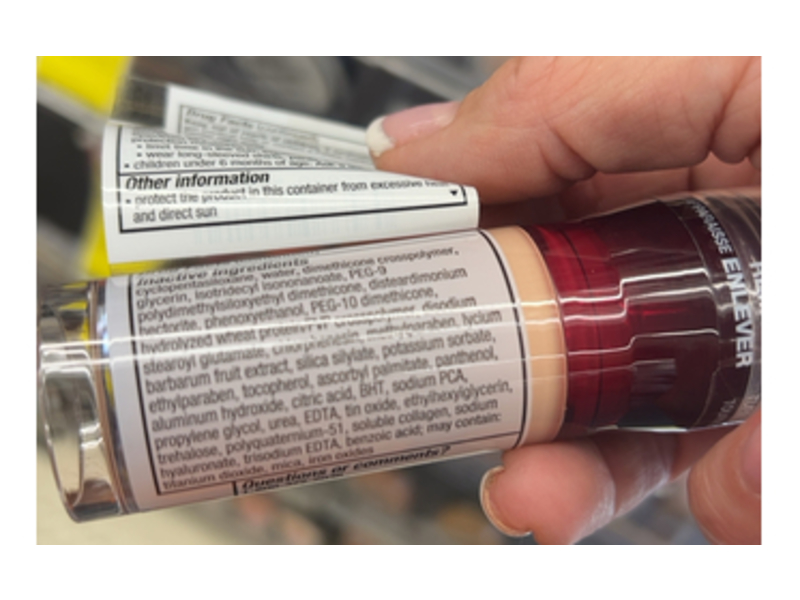 Drug Facts
• wear long-sleeved
• children under 6 months of age:
Other information
• protect the product in this container from excessive
and direct sun
Inactive ingredients
cyclopentasiloxane, water, dimethicone crosspolymer,
glycerin, isotridecyl isononanoate, PEG-9
polydimethylsiloxyethyl dimethicone, disteardimonium
hectorite, phenoxyethanol, PEG-10 dimethicone,
hydrolyzed wheat protein/PVP crosspolymer, disodium
stearoyl glutamate, chlorphenesin, methylparaben, lycium
barbarum fruit extract, silica silylate, potassium sorbate,
ethylparaben, tocopherol, ascorbyl palmitate, panthenol,
aluminum hydroxide, citric acid, BHT, sodium PCA,
propylene glycol, urea, EDTA, tin oxide, ethylhexylglycerin,
trehalose, polyquaternium-51, soluble collagen, sodium
hyaluronate, trisodium EDTA, benzoic acid; may contain:
titanium dioxide, mica, iron oxides
Questions or comments?
ENLEVER